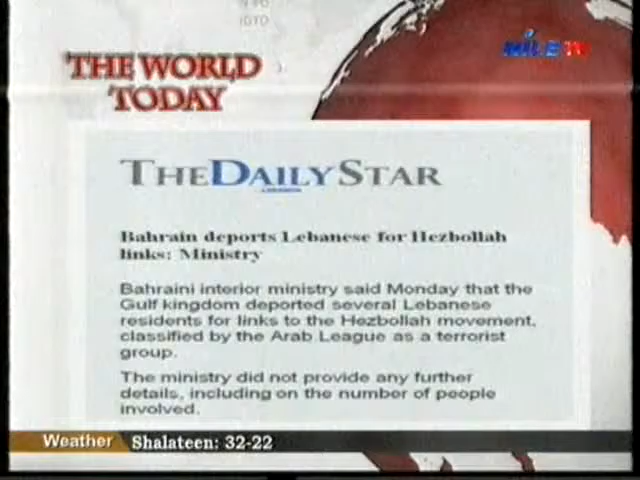 NILE TV
THE WORLD
TODAY
THE DAILY STAR
LEBANON
Bahrain deports Lebanese for Hezbollah
links: Ministry
Bahraini interior ministry said Monday that the
Gulf kingdom deported several Lebanese
residents for links to the Hezbollah movement,
classified by the Arab League as a terrorist
group.
The ministry did not provide any further
details, including on the number of people
involved.
Weather Shalateen: 32-22